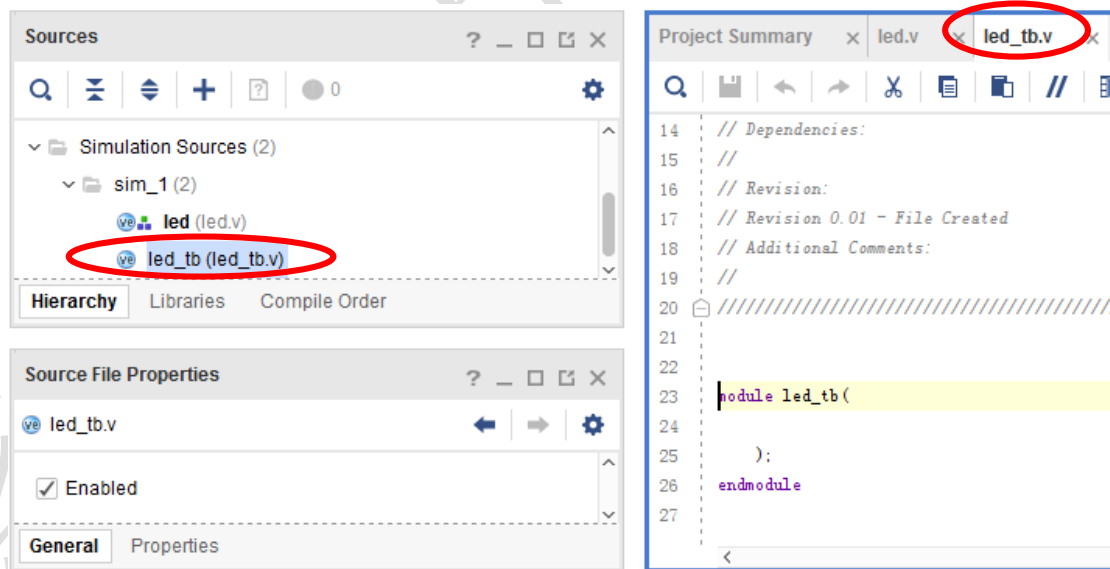 Sources
0
Simulation Sources (2)
sim_1 (2)
led (led.v)
led_tb (led_tb.v)
Hierarchy Libraries Compile Order
Source File Properties
led_tb.v
Enabled
General Properties
Project Summary led.v led_tb.v
14 // Dependencies:
15 //
16 // Revision:
17 // Revision 0.01 - File Created
18 // Additional Comments:
19 //
20 //////////////////////////////////////////
21
22
23 module led_tb(
24
25 );
26 endmodule
27